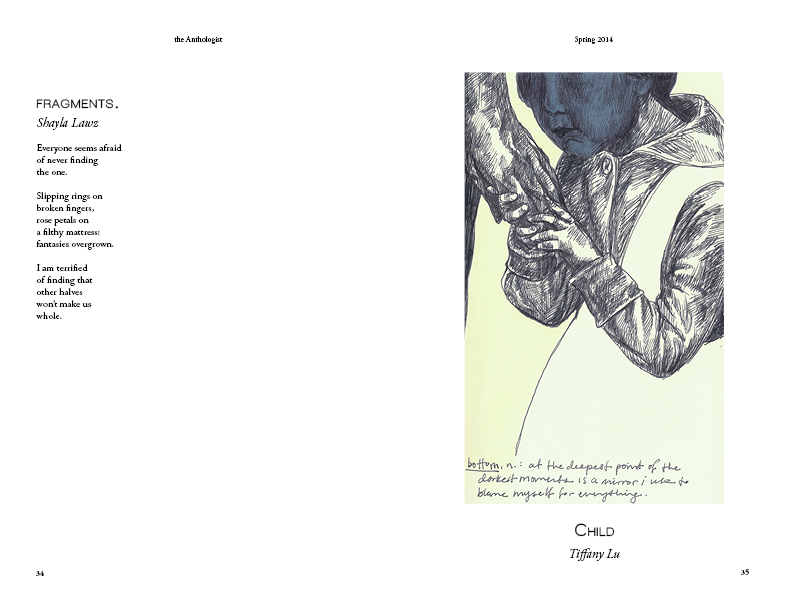 the Anthologist
FRAGMENTS.
Shayla Lawz
Everyone seems afraid
of never finding
the one.
Slipping rings on
broken fingers,
rose petals on
a filthy mattress:
fantasies overgrown.
I am terrified
of finding that
other halves
won't make us
whole.
34
Spring 2014
bottom, n.: at the deepest point of the
darkest moments is a mirror i use to
blame myself for everything.
CHILD
Tiffany Lu
35